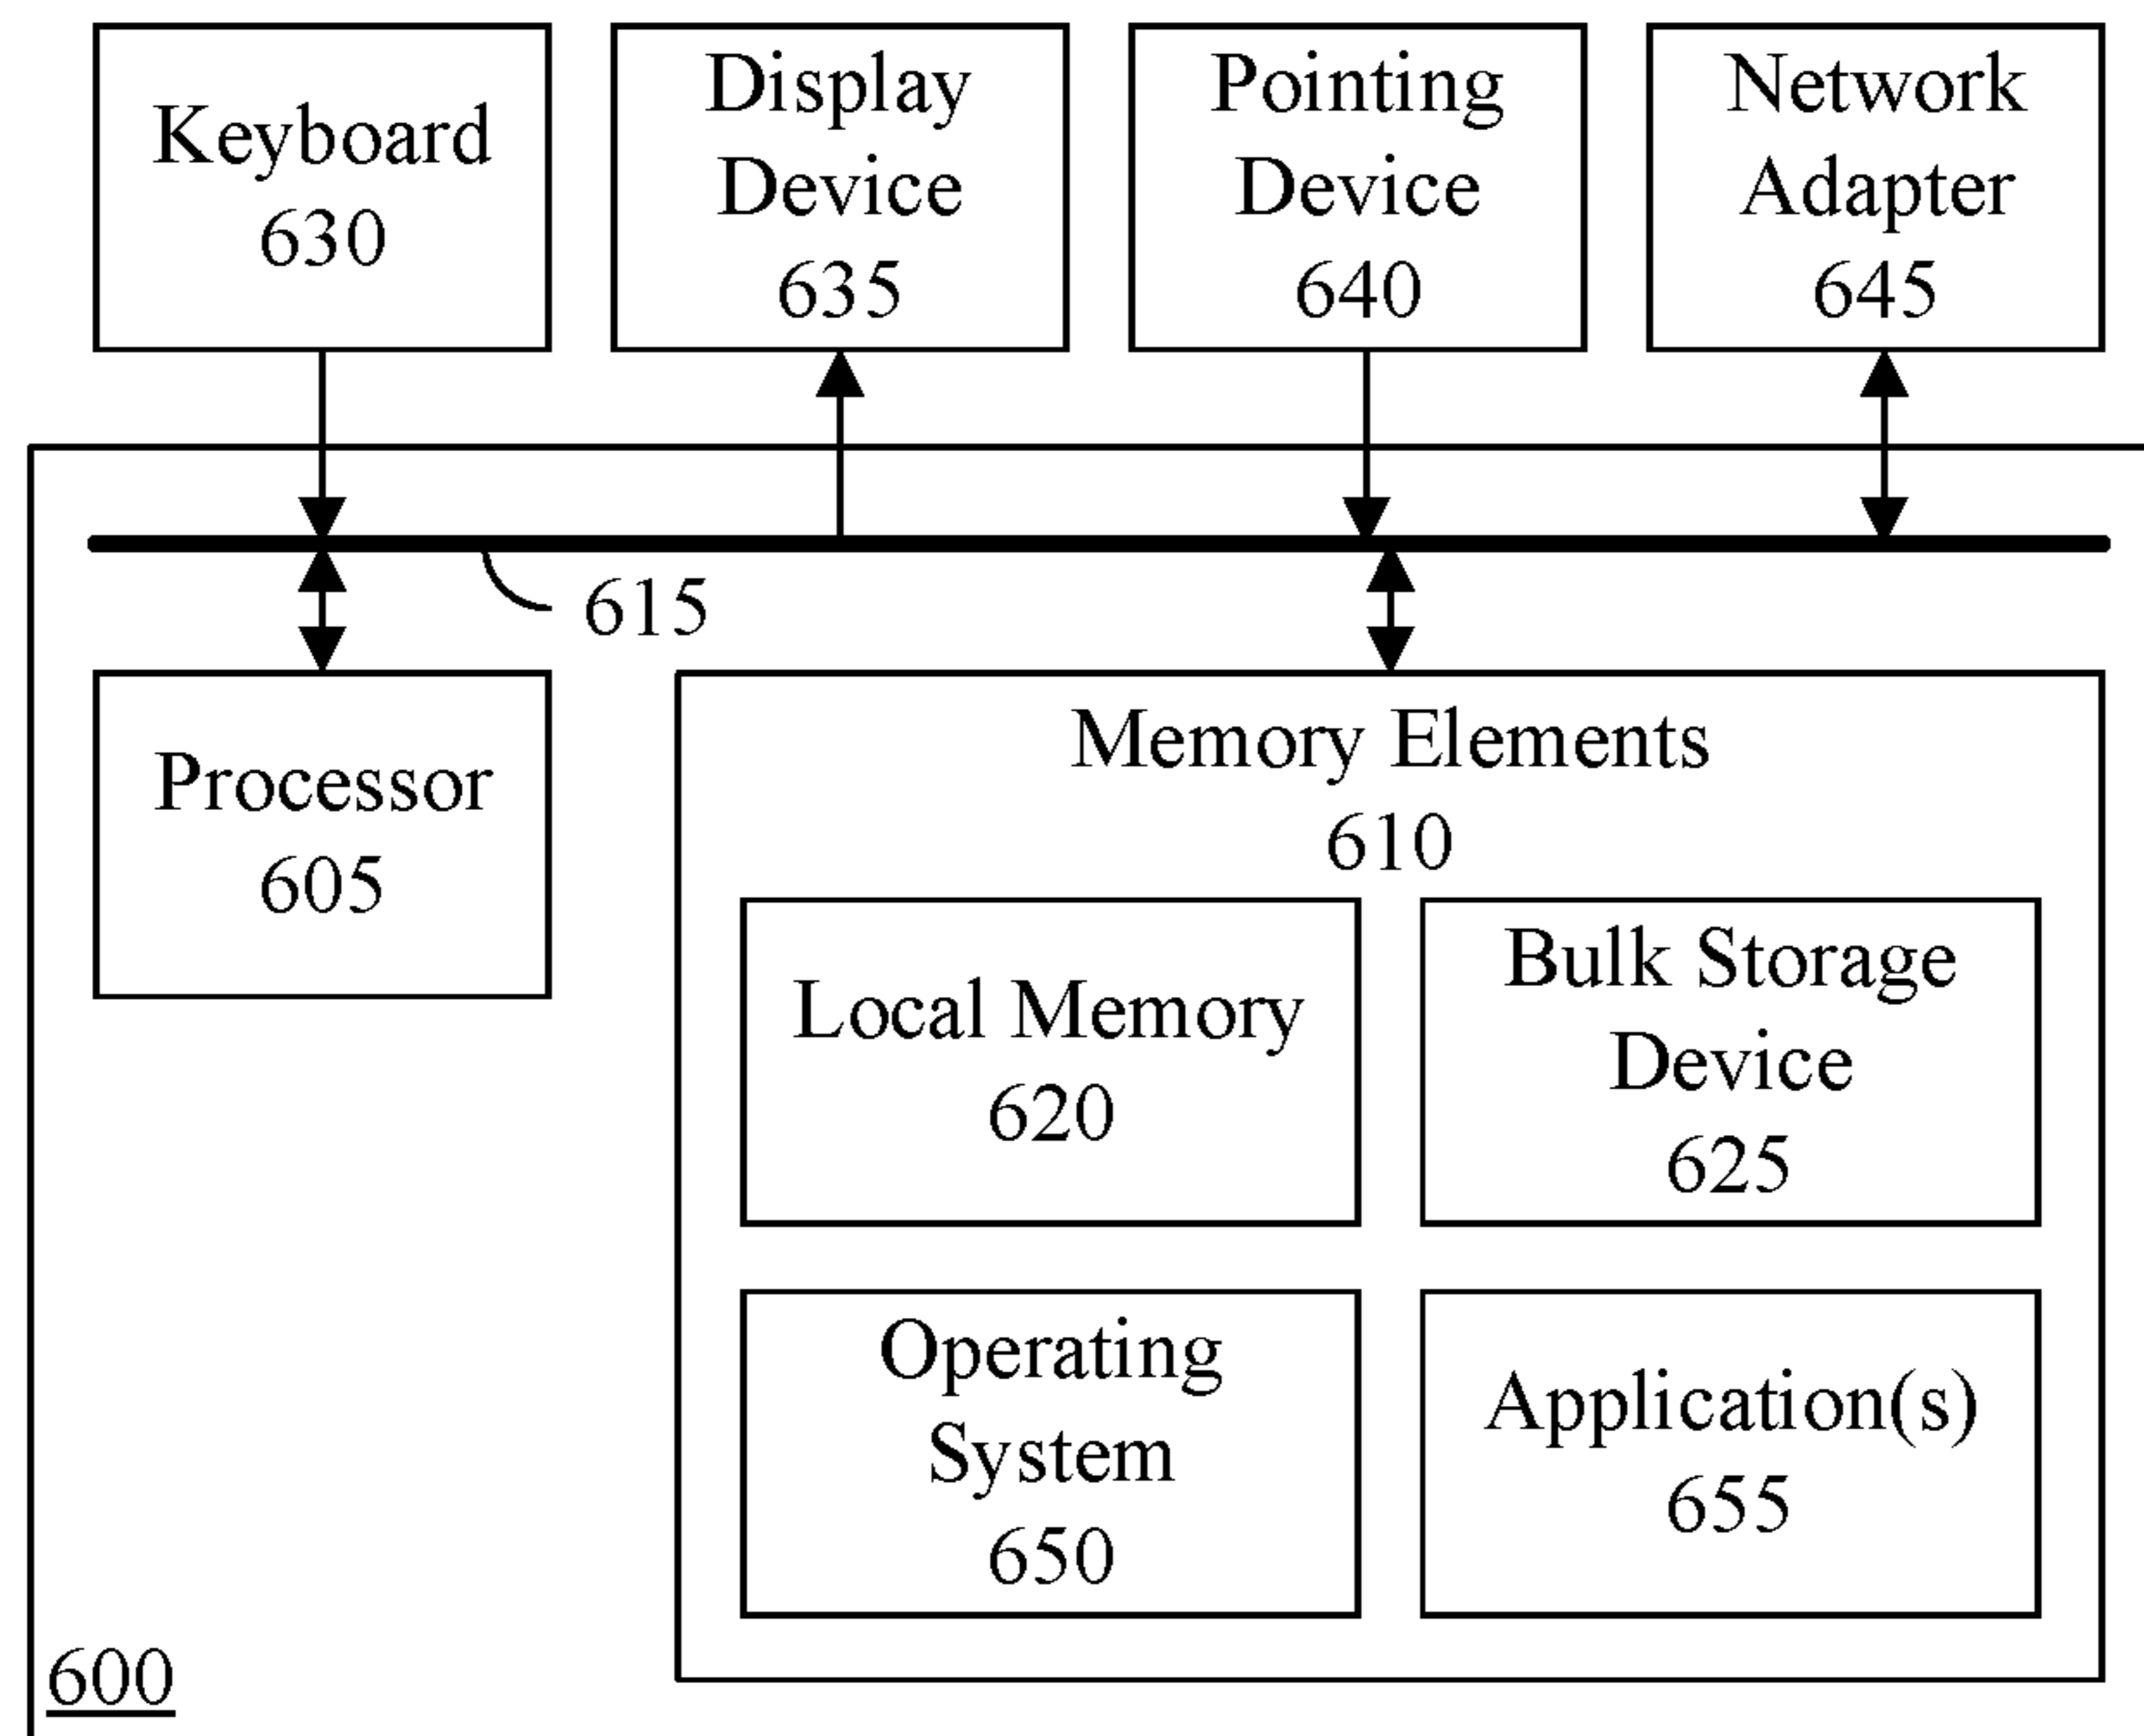 Keyboard
630
Display
Device
635
Pointing
Device
640
Network
Adapter
645
615
Processor
605
Memory Elements
610
Local Memory
620
Bulk Storage
Device
625
Operating
System
650
Application(s)
655
600